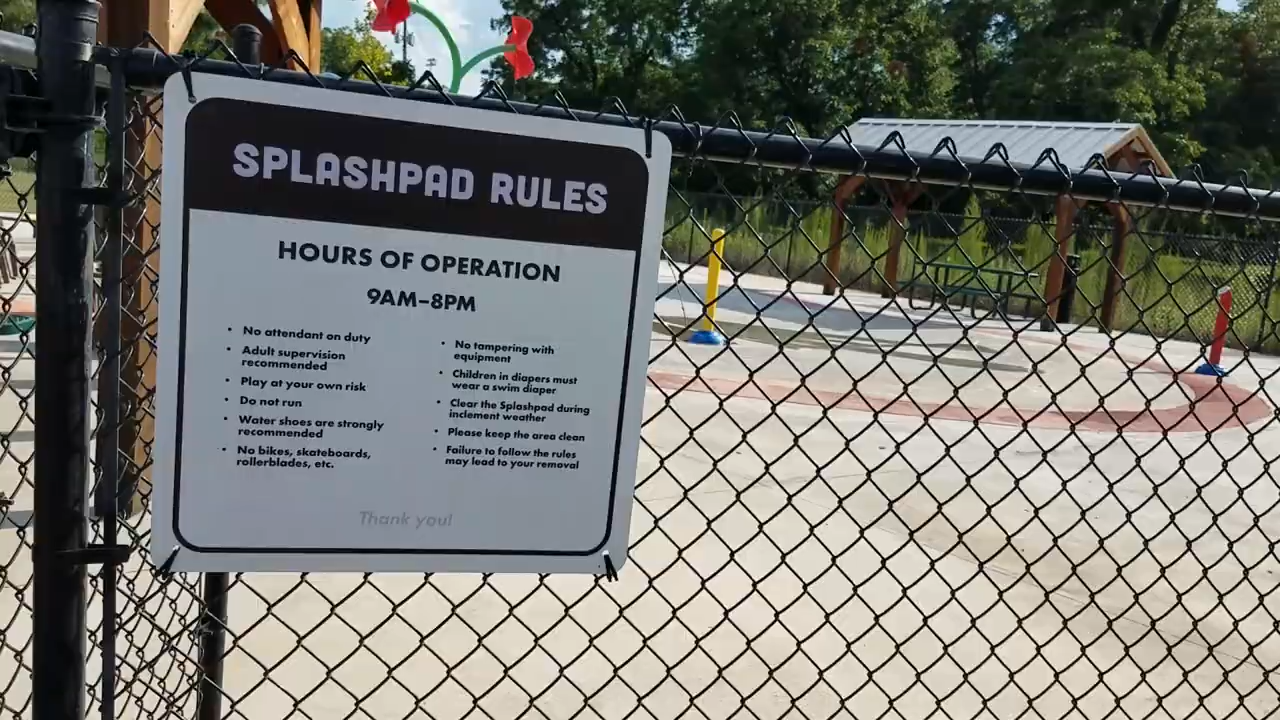 SPLASHPAD RULES
HOURS OF OPERATION
9AM–8PM
• No attendant on duty
• Adult supervision
recommended
• Play at your own risk
• Do not run
• Water shoes are strongly
recommended
• No bikes, skateboards,
rollerblades, etc.
• No tampering with
equipment
• Children in diapers must
wear a swim diaper
• Clear the Splashpad during
inclement weather
• Please keep the area clean
• Failure to follow the rules
may lead to your removal
Thank you!